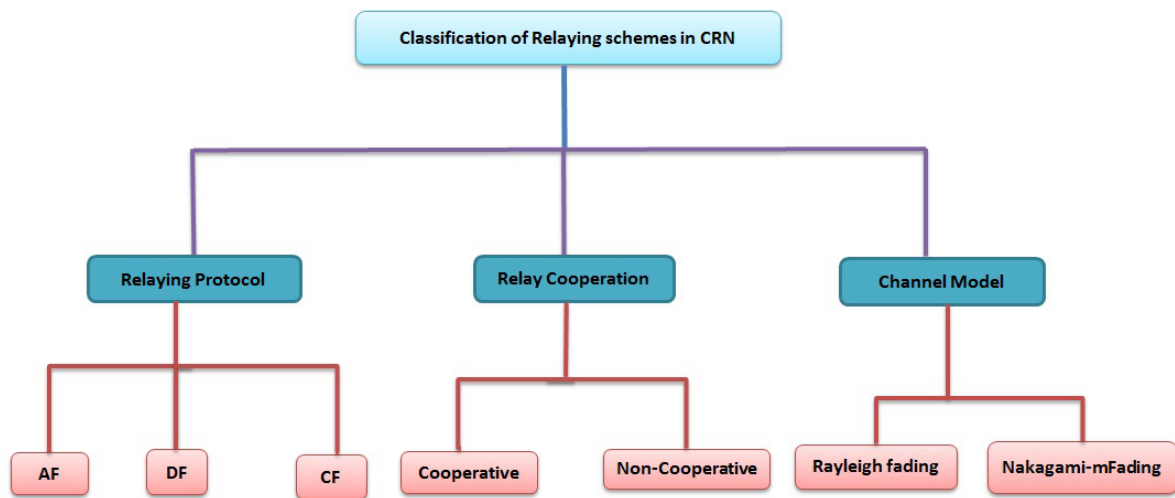 Classification of Relaying schemes in CRN
Relaying Protocol
Relay Cooperation
Channel Model
AF
DF
CF
Cooperative
Non-Cooperative
Rayleigh fading
Nakagami-mFading